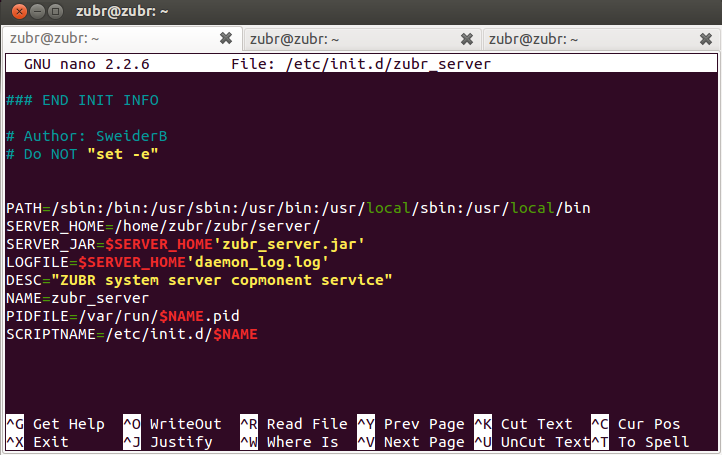 zubr@zubr: ~
zubr@zubr: ~ zubr@zubr: ~ zubr@zubr: ~
GNU nano 2.2.6 File: /etc/init.d/zubr_server
### END INIT INFO
# Author: SweiderB
# Do NOT "set -e"
PATH=/sbin:/bin:/usr/sbin:/usr/bin:/usr/local/sbin:/usr/local/bin
SERVER_HOME=/home/zubr/zubr/server/
SERVER_JAR=$SERVER_HOME'zubr_server.jar'
LOGFILE=$SERVER_HOME'daemon_log.log'
DESC="ZUBR system server copmonent service"
NAME=zubr_server
PIDFILE=/var/run/$NAME.pid
SCRIPTNAME=/etc/init.d/$NAME
^G Get Help ^O WriteOut ^R Read File ^Y Prev Page ^K Cut Text ^C Cur Pos
^X Exit ^J Justify ^W Where Is ^V Next Page ^U UnCut Text ^T To Spell